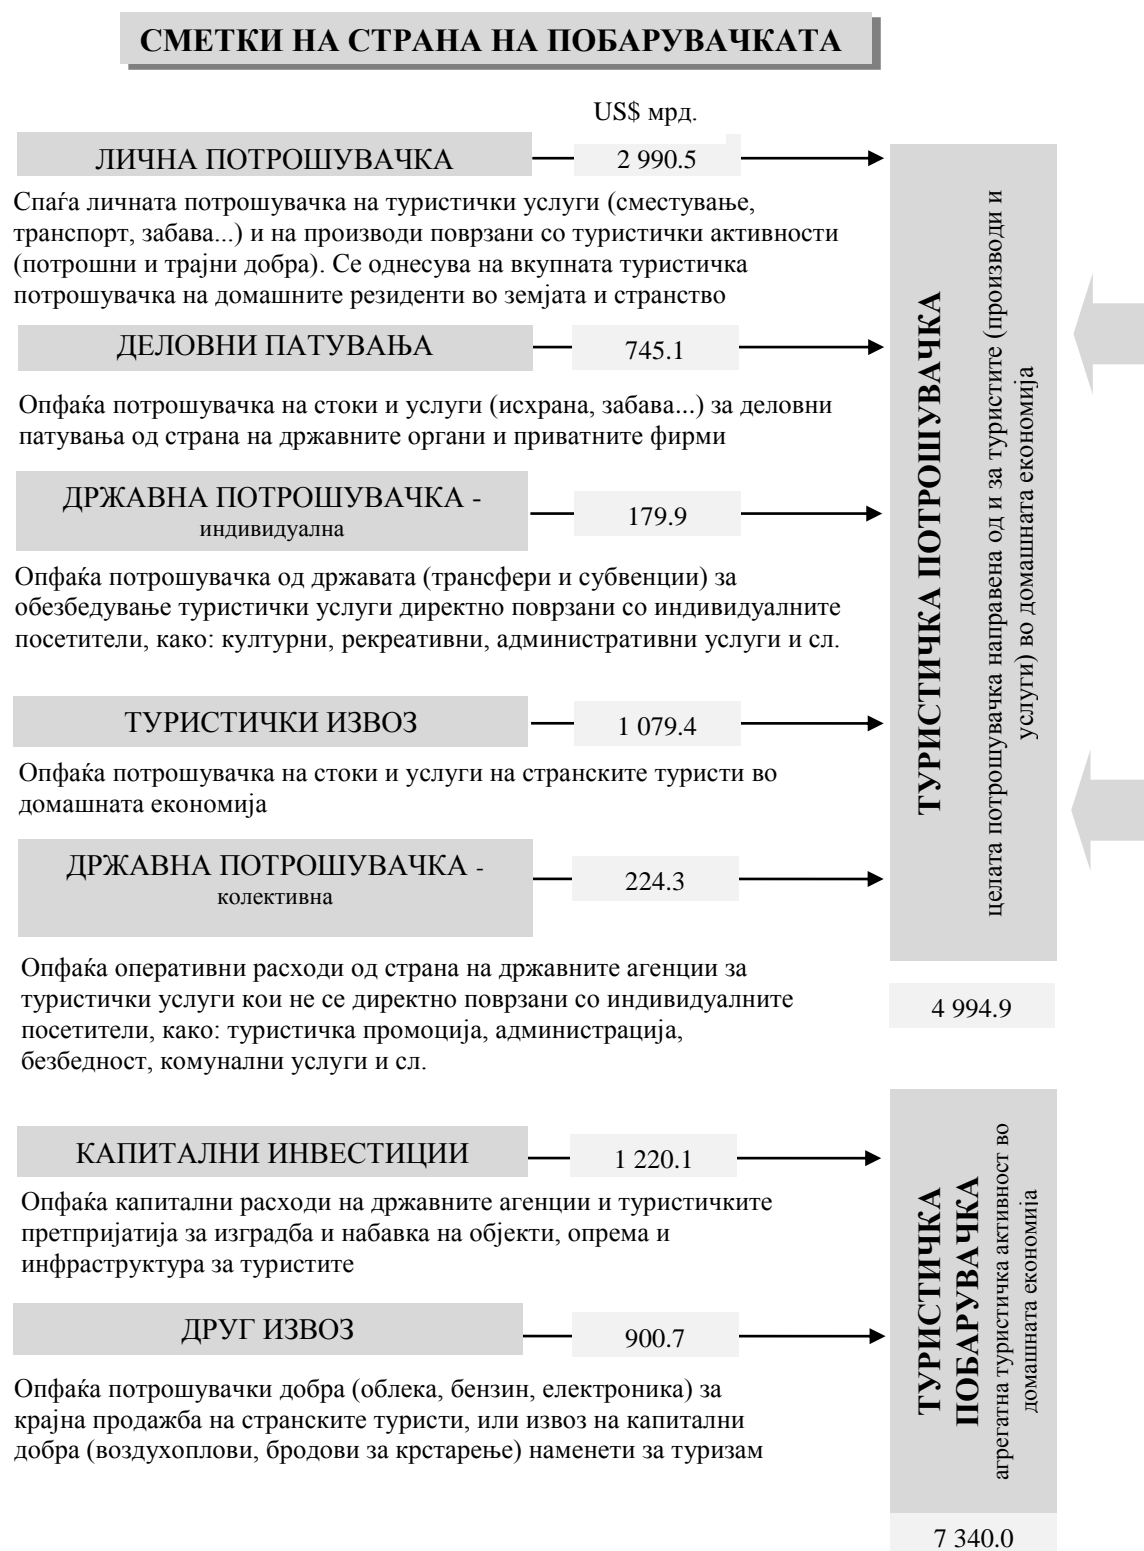 СМЕТКИ НА СТРАНА НА ПОБАРУВАЧКАТА
US$ мрд.
ЛИЧНА ПОТРОШУВАЧКА
2 990.5
Спаѓа личната потрошувачка на туристички услуги (сместување,
транспорт, забава...) и на производи поврзани со туристички активности
(потрошни и трајни добра). Се однесува на вкупната туристичка
потрошувачка на домашните резиденти во земјата и странство
ДЕЛОВНИ ПАТУВАЊА
745.1
Опфаќа потрошувачка на стоки и услуги (исхрана, забава...) за деловни
патувања од страна на државните органи и приватните фирми
ДРЖАВНА ПОТРОШУВАЧКА -
индивидуална
179.9
Опфаќа потрошувачка од државата (трансфери и субвенции) за
обезбедување туристички услуги директно поврзани со индивидуалните
посетители, како: културни, рекреативни, административни услуги и сл.
ТУРИСТИЧКИ ИЗВОЗ
1 079.4
Опфаќа потрошувачка на стоки и услуги на странските туристи во
домашната економија
ДРЖАВНА ПОТРОШУВАЧКА -
колективна
224.3
Опфаќа оперативни расходи од страна на државните агенции за
туристички услуги кои не се директно поврзани со индивидуалните
посетители, како: туристичка промоција, администрација,
безбедност, комунални услуги и сл.
ТУРИСТИЧКА ПОТРОШУВАЧКА
целата потрошувачка направена од и за туристите (производи и
услуги) во домашната економија
4 994.9
КАПИТАЛНИ ИНВЕСТИЦИИ
1 220.1
Опфаќа капитални расходи на државните агенции и туристичките
претпријатија за изградба и набавка на објекти, опрема и
инфраструктура за туристите
ДРУГ ИЗВОЗ
900.7
Опфаќа потрошувачки добра (облека, бензин, електроника) за
крајна продажба на странските туристи, или извоз на капитални
добра (воздухоплови, бродови за крстарење) наменети за туризам
ТУРИСТИЧКА
ПОБАРУВАЧКА
агрегатна туристичка активност во
домашната економија
7 340.0